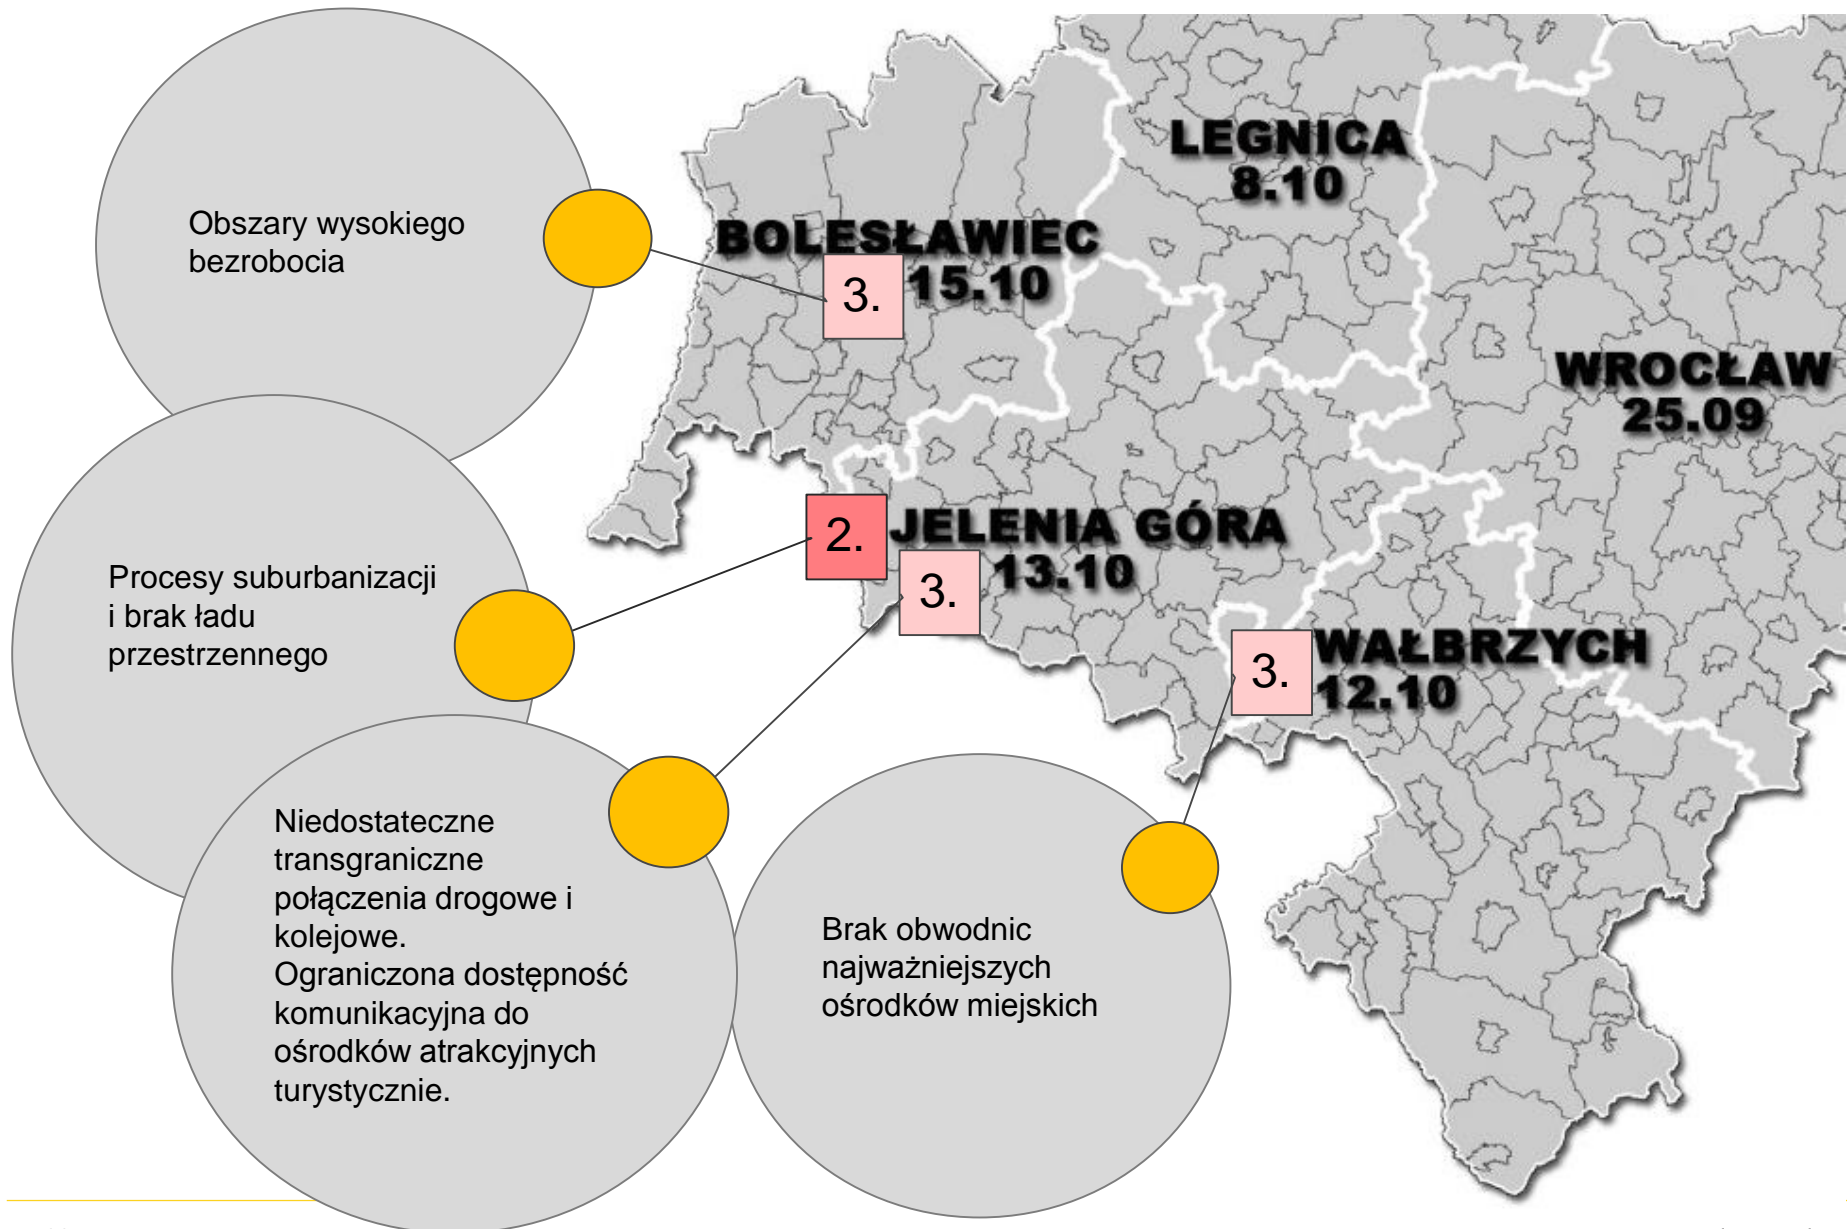 Obszary wysokiego
bezrobocia
Procesy suburbanizacji
i brak ładu
przestrzennego
Niedostateczne
transgraniczne
połączenia drogowe i
kolejowe.
Ograniczona dostępność
komunikacyjna do
ośrodków atrakcyjnych
turystycznie.
Brak obwodnic
najważniejszych
ośrodków miejskich
LEGNICA
8.10
BOLESŁAWIEC
15.10
3.
WROCŁAW
25.09
2.
JELENIA GÓRA
13.10
3.
WAŁBRZYCH
12.10
3.